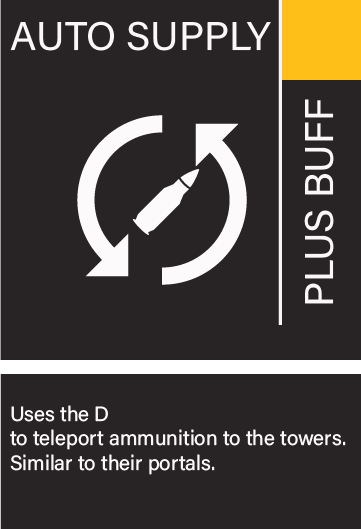 AUTO SUPPLY
PLUS BUFF
Uses the D
to teleport ammunition to the towers.
Similar to their portals.